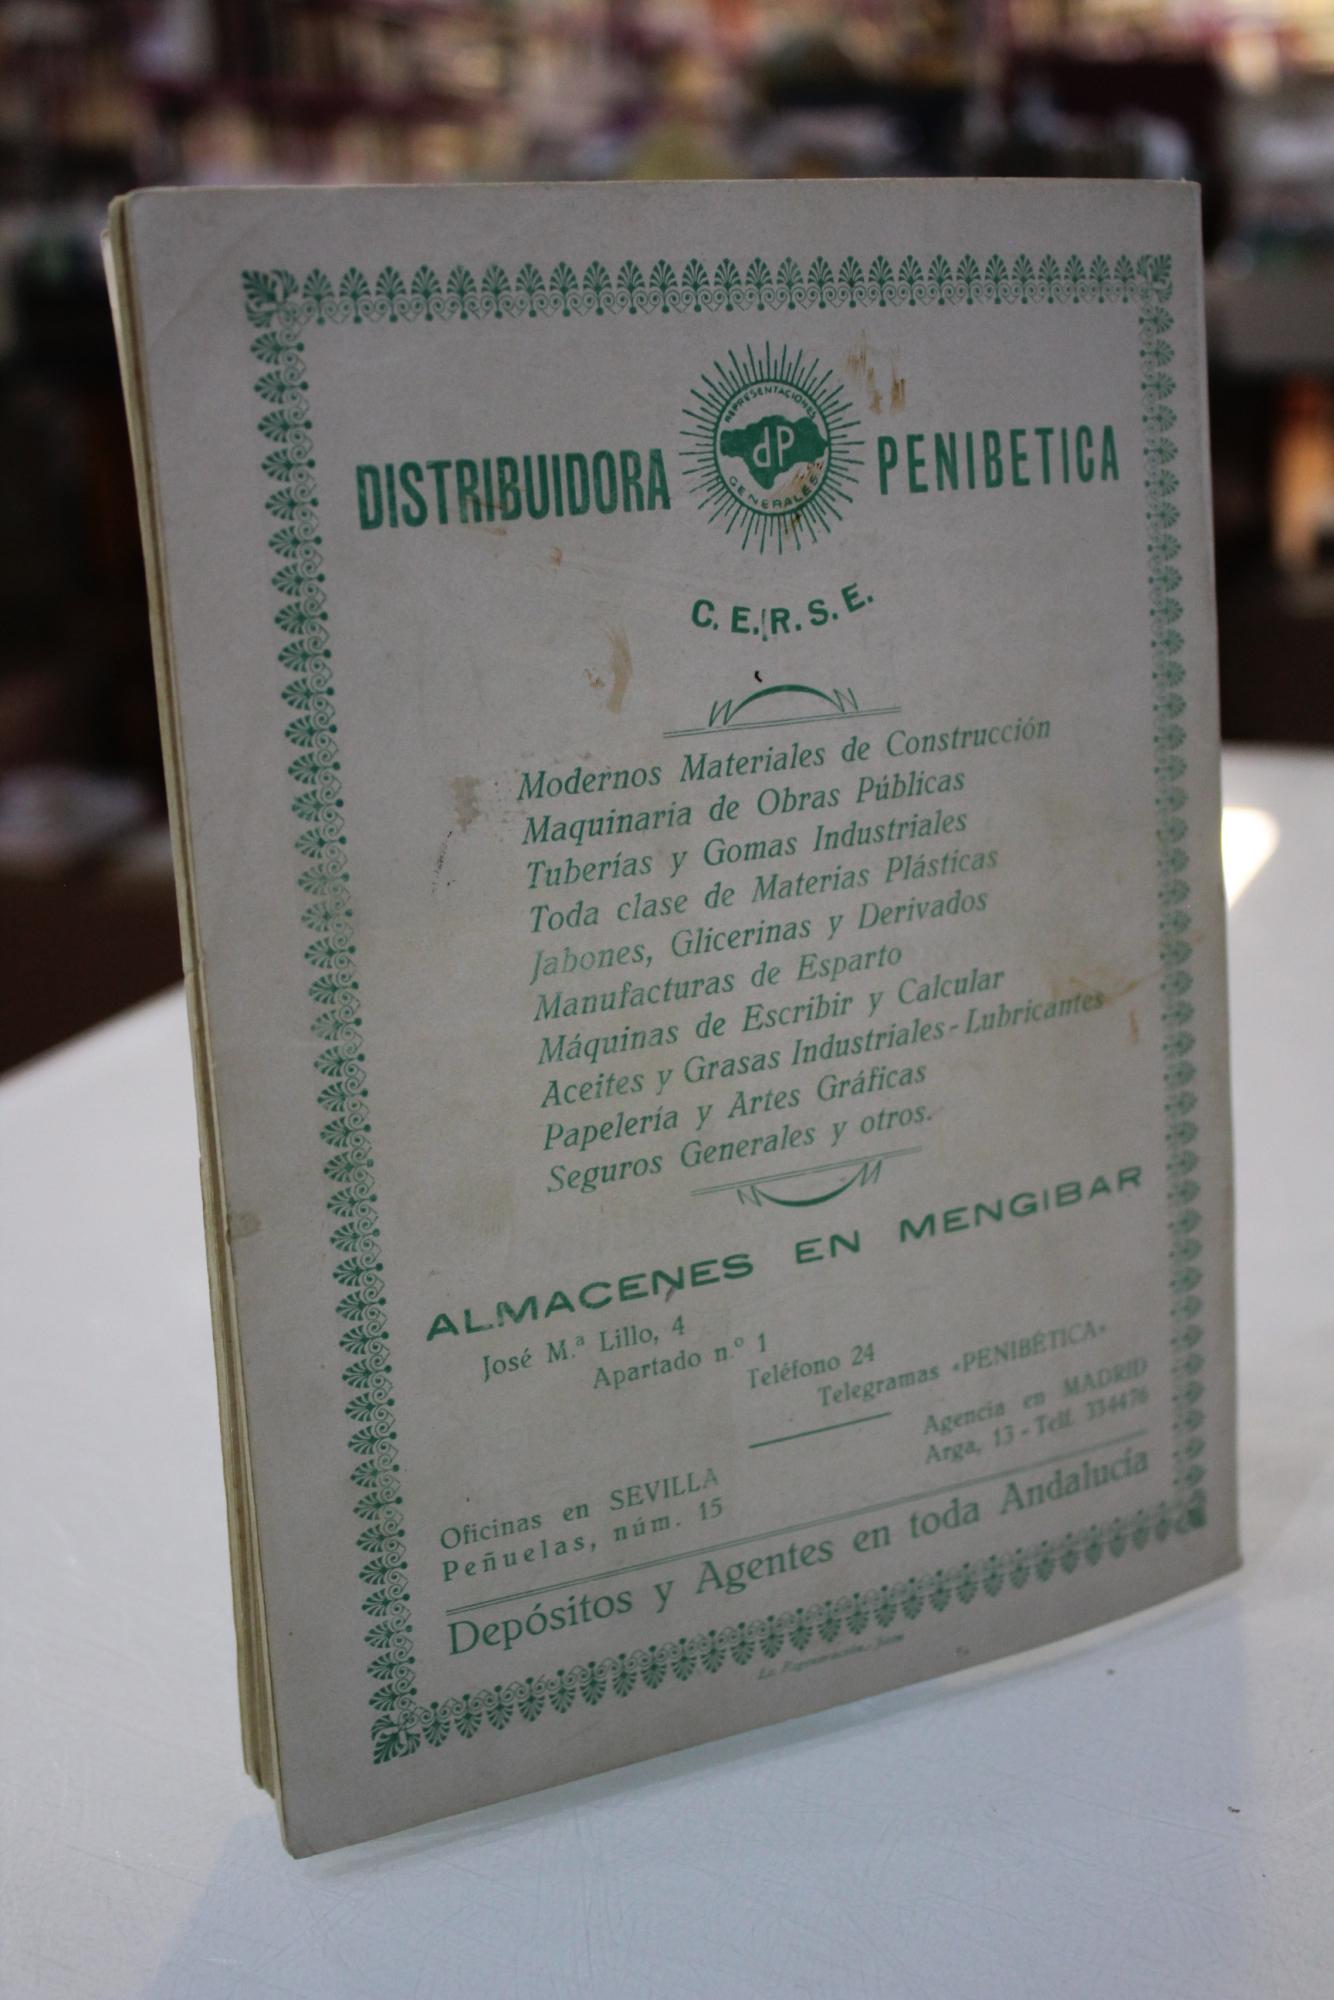 DISTRIBUIDORA PENIBETICA
REPRESENTACIONES
dP
GENERALES
C. E. R. S. E.
Modernos Materiales de Construcción
Maquinaria de Obras Públicas
Tuberías y Gomas Industriales
Toda clase de Materias Plásticas
Jabones, Glicerinas y Derivados
Manufacturas de Esparto
Máquinas de Escribir y Calcular
Aceites y Grasas Industriales - Lubricantes
Papelería y Artes Gráficas
Seguros Generales y otros.
ALMACENES EN MENGIBAR
José M.ª Lillo, 4
Apartado n.º 1
Teléfono 24
Telegramas «PENIBÉTICA»
Oficinas en SEVILLA
Peñuelas, núm. 15
Agencia en MADRID
Arga, 13 - Telf. 334476
Depósitos y Agentes en toda Andalucía